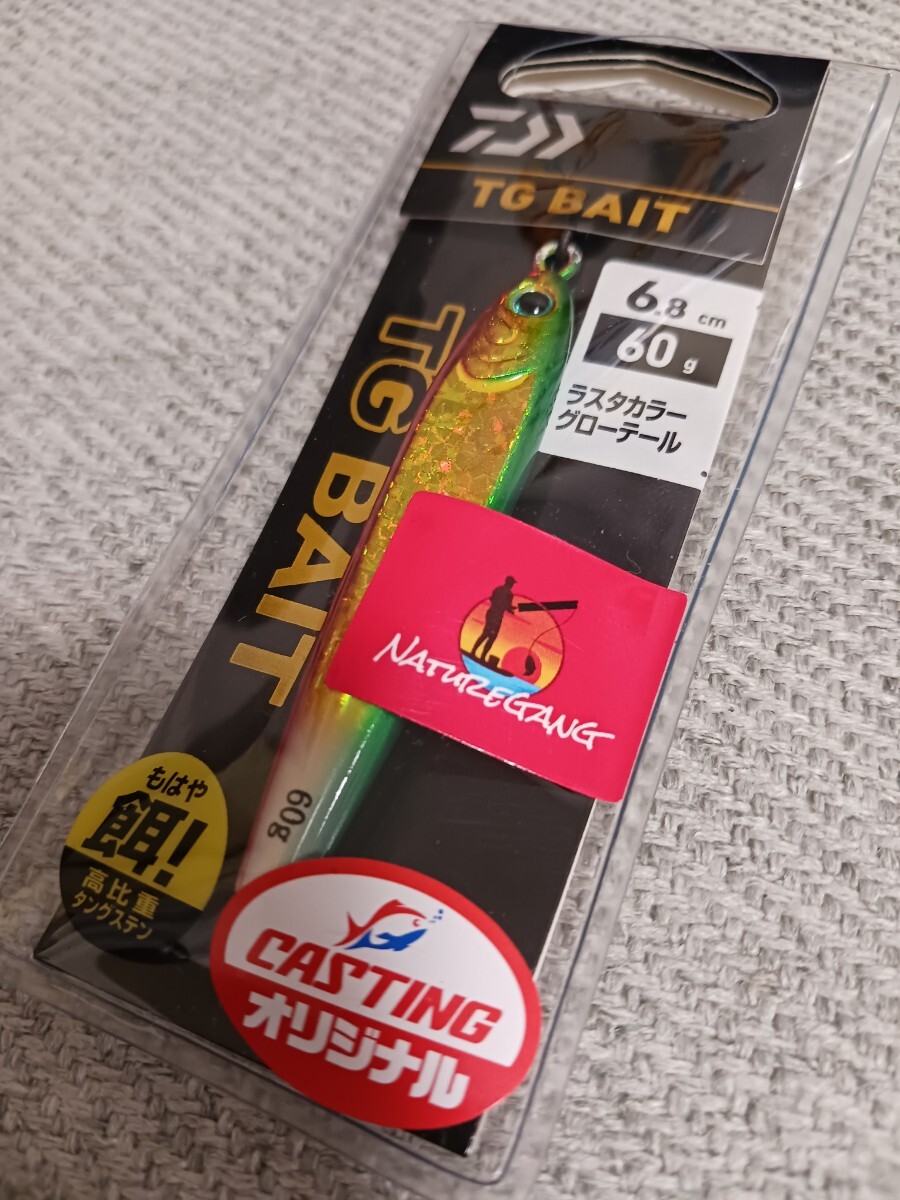 TG BAIT
6.8 cm
60 g
ラスタカラー
グローテール
TG BAIT
NATUREGANG
60g
もはや
餌!
高比重
タングステン
CASTING
オリジナル